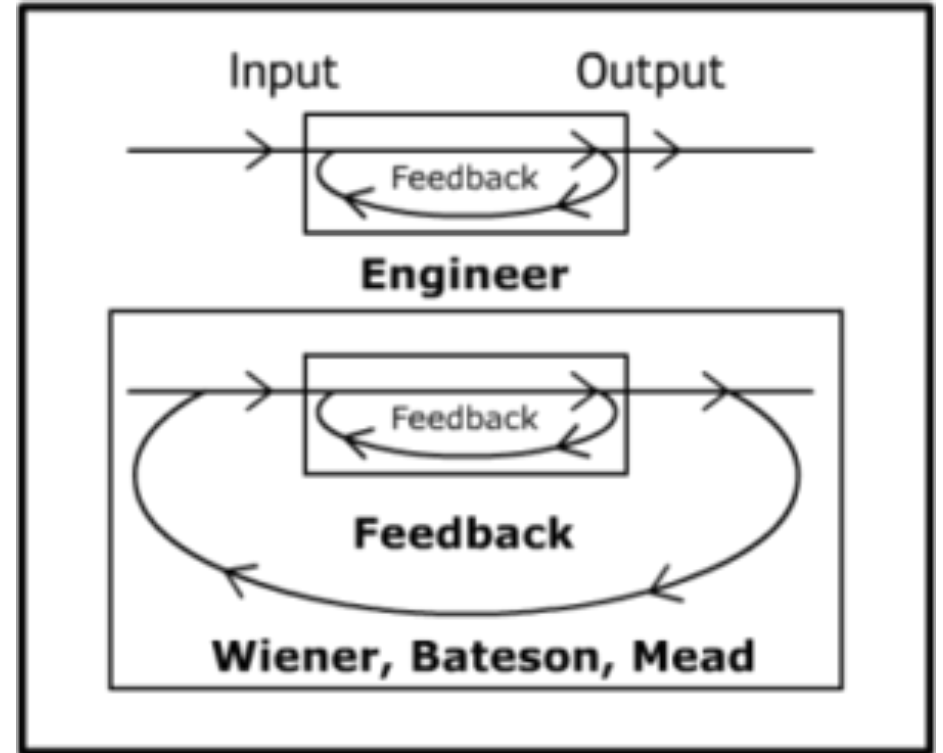 Input Output
Feedback
Engineer
Feedback
Feedback
Wiener, Bateson, Mead